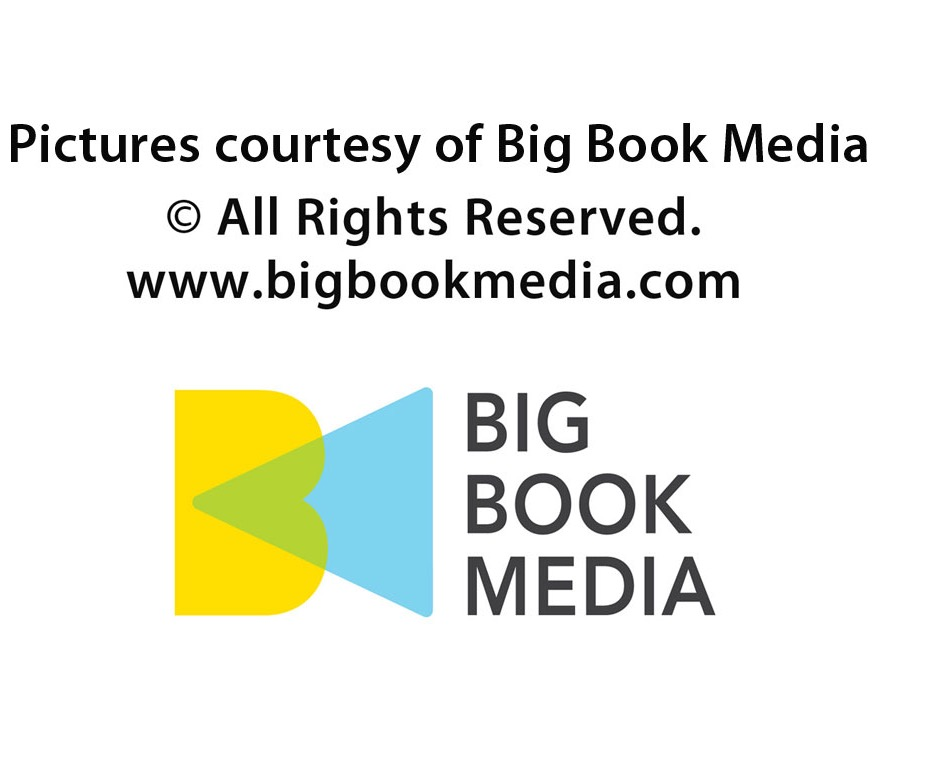 Pictures courtesy of Big Book Media
© All Rights Reserved.
www.bigbookmedia.com
BIG
BOOK
MEDIA